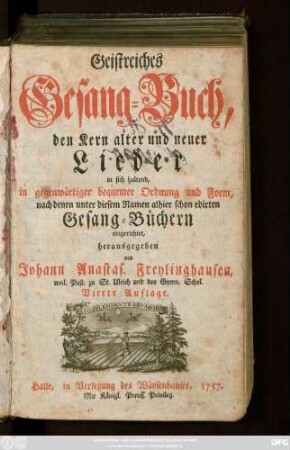 Geistreiches
Gesang-Buch,
den Kern alter und neuer
Lieder
in sich haltend,
in gegenwärtiger bequemer Ordnung und Form,
nach denen unter diesem Namen alhier schon edirten
Gesang-Büchern
eingerichtet,
herausgegeben
von
Johann Anastas. Freylinghausen,
weil. Past. zu St. Ulrich und des Gymn. Schol.
Vierte Auflage.
Halle, in Verlegung des Wäysenhauses, 1757.
Mit Königl. Preuß. Privileg.